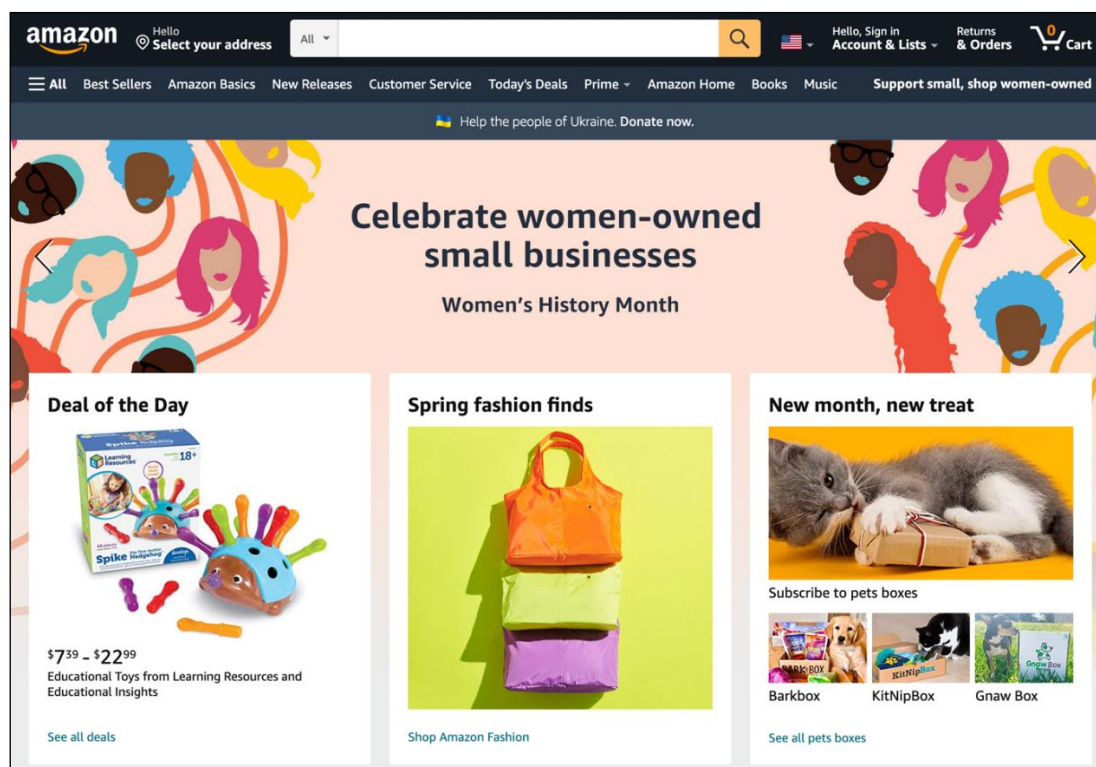 amazon
Hello
Select your address
All
Hello, Sign in
Account & Lists
Returns
& Orders
0
Cart
All Best Sellers Amazon Basics New Releases Customer Service Today's Deals Prime Amazon Home Books Music Support small, shop women-owned
Help the people of Ukraine. Donate now.
Celebrate women-owned
small businesses
Women's History Month
Deal of the Day
Learning
Resources
18+
Spike
Hedgehog
$739 - $2299
Educational Toys from Learning Resources and
Educational Insights
See all deals
Spring fashion finds
Shop Amazon Fashion
New month, new treat
Subscribe to pets boxes
BARK BOX
KitNipBox
Gnaw Box
Barkbox
KitNipBox
Gnaw Box
See all pets boxes